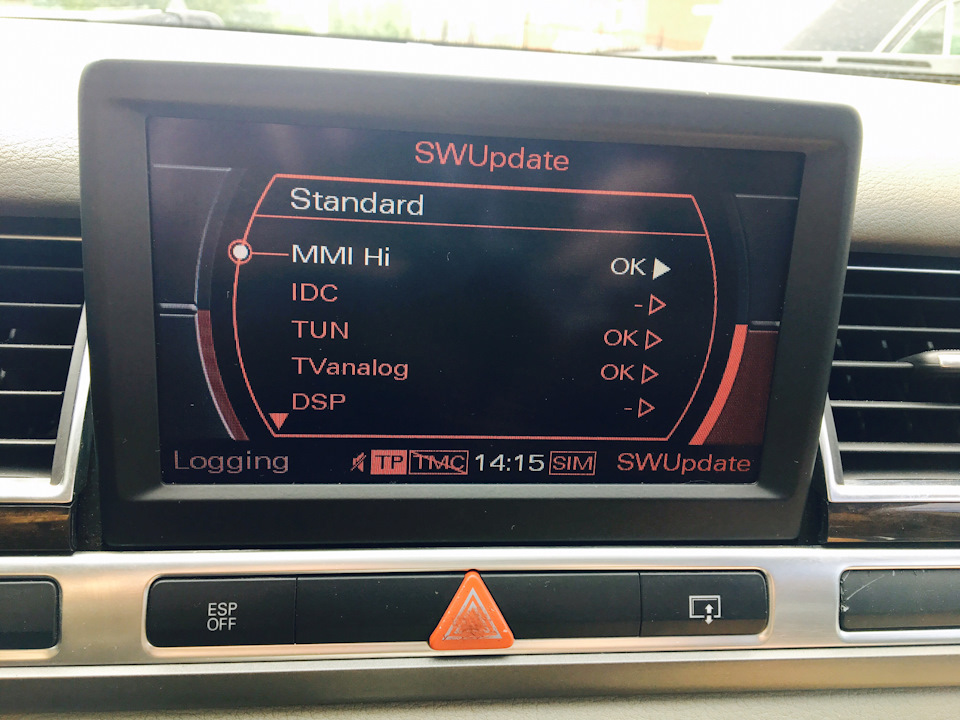 SWUpdate
Standard
MMI Hi OK
IDC -
TUN OK
TVanalog OK
DSP -
Logging TP TMC 14:15 SIM SWUpdate
ESP
OFF